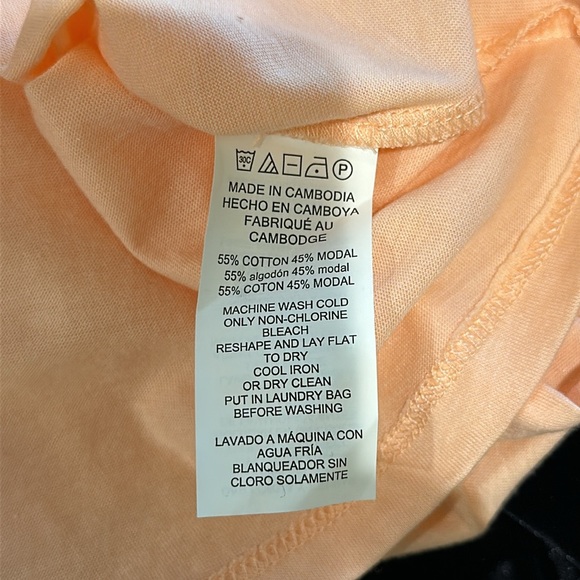 30C P
MADE IN CAMBODIA
HECHO EN CAMBOYA
FABRIQUÉ AU
CAMBODGE
55% COTTON 45% MODAL
55% algodón 45% modal
55% COTON 45% MODAL
MACHINE WASH COLD
ONLY NON-CHLORINE
BLEACH
RESHAPE AND LAY FLAT
TO DRY
COOL IRON
OR DRY CLEAN
PUT IN LAUNDRY BAG
BEFORE WASHING
LAVADO A MÁQUINA CON
AGUA FRÍA
BLANQUEADOR SIN
CLORO SOLAMENTE